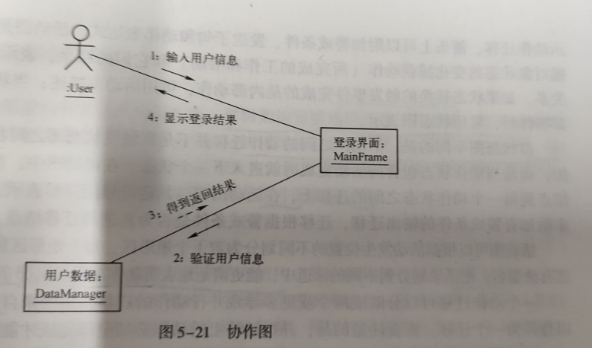 1: 输入用户信息
:User
4: 显示登录结果
登录界面:
MainFrame
3: 得到返回结果
2: 验证用户信息
用户数据:
DataManager
图 5-21 协作图